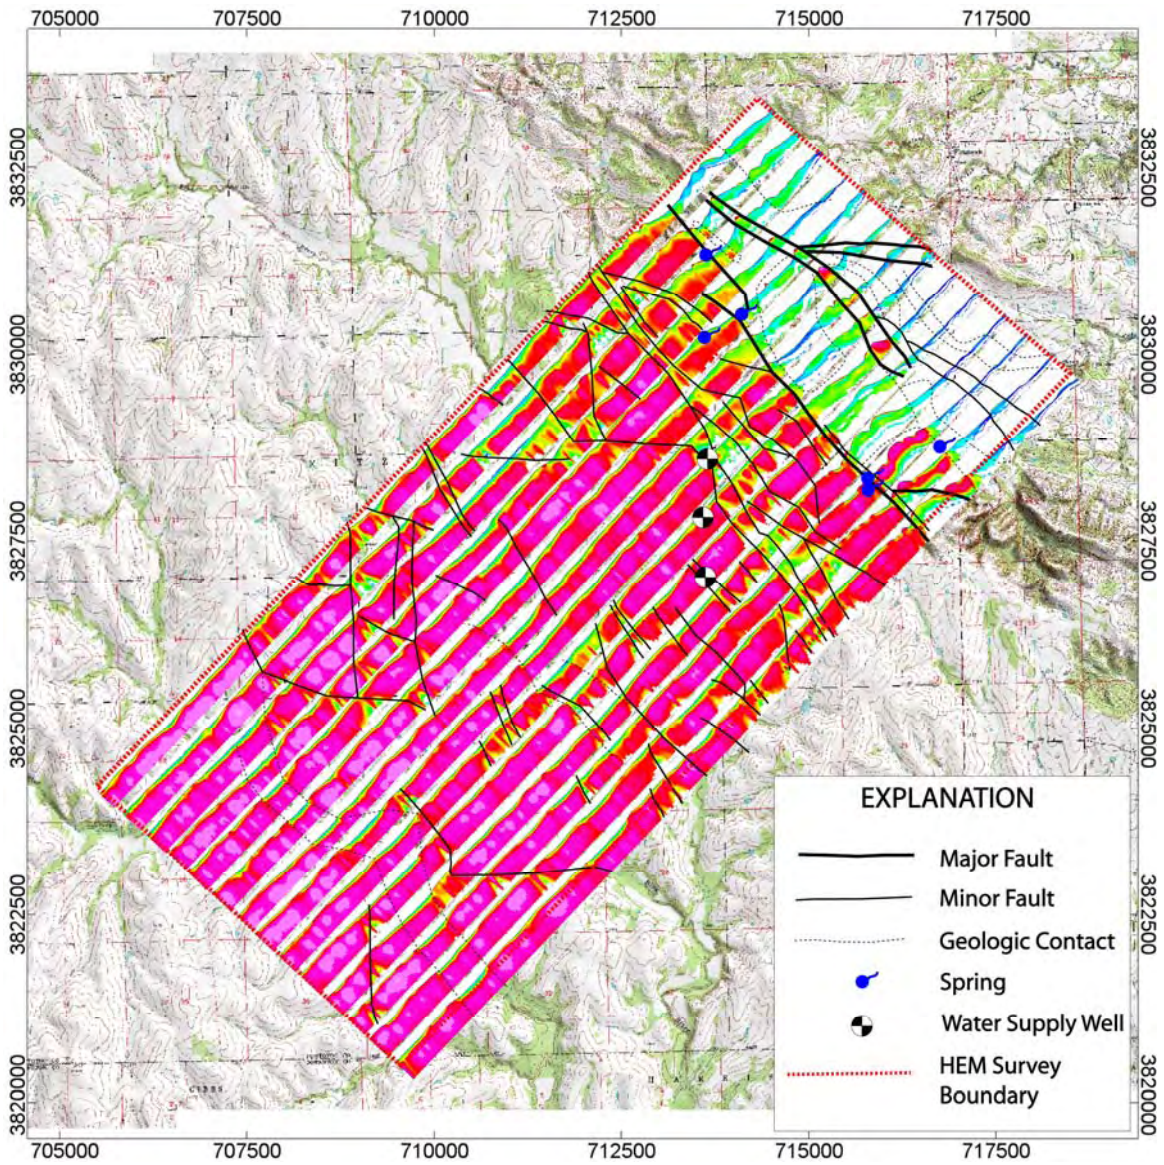 705000 707500 710000 712500 715000 717500
3832500 3832500
3830000 3830000
3827500 3827500
3825000 3825000
3822500 3822500
3820000 3820000
EXPLANATION
Major Fault
Minor Fault
Geologic Contact
Spring
Water Supply Well
HEM Survey
Boundary
705000 707500 710000 712500 715000 717500